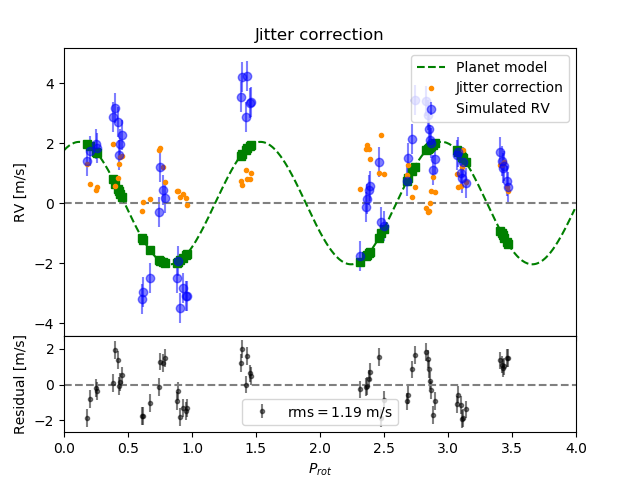 Jitter correction
Planet model
Jitter correction
Simulated RV
RV [m/s]
4
2
0
−2
−4
Residual [m/s]
2
0
−2
rms = 1.19 m/s
0.0 0.5 1.0 1.5 2.0 2.5 3.0 3.5 4.0
P_rot